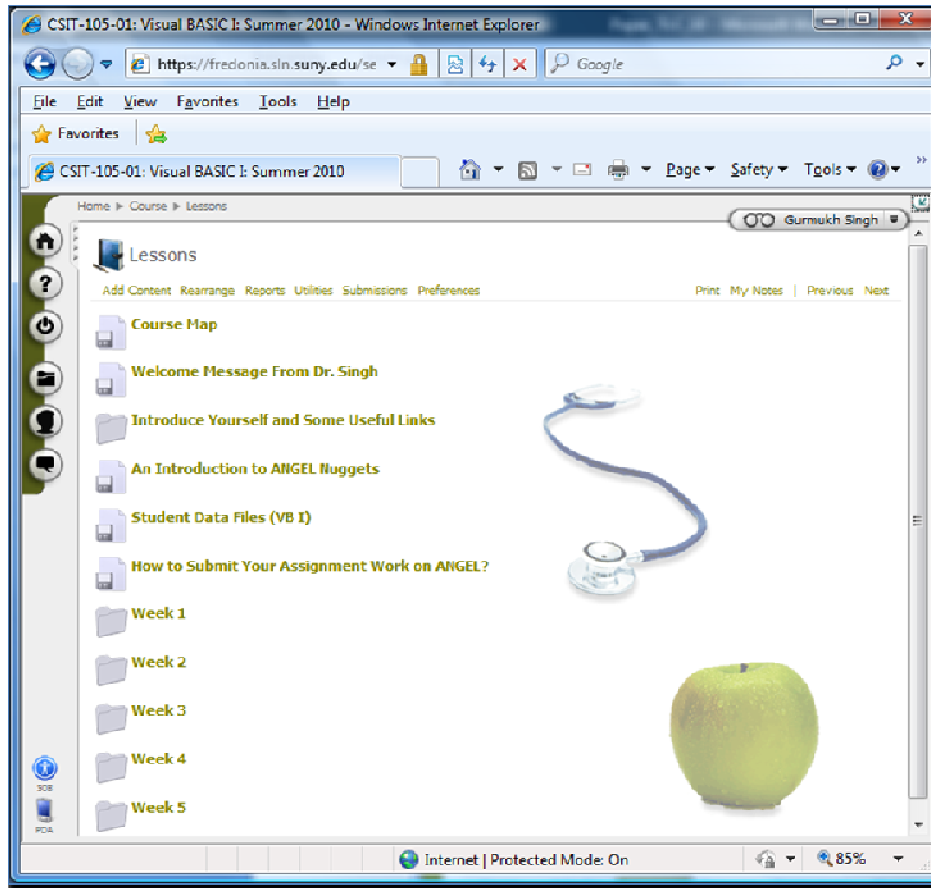 CSIT-105-01: Visual BASIC I: Summer 2010 - Windows Internet Explorer
https://fredonia.sln.suny.edu/se
Google
File Edit View Favorites Tools Help
Favorites
CSIT-105-01: Visual BASIC I: Summer 2010
Page Safety Tools
Home Course Lessons
Gurmukh Singh
Lessons
Add Content Rearrange Reports Utilities Submissions Preferences Print My Notes | Previous Next
Course Map
Welcome Message From Dr. Singh
Introduce Yourself and Some Useful Links
An Introduction to ANGEL Nuggets
Student Data Files (VB I)
How to Submit Your Assignment Work on ANGEL?
Week 1
Week 2
Week 3
Week 4
Week 5
508
PDA
Internet | Protected Mode: On 85%